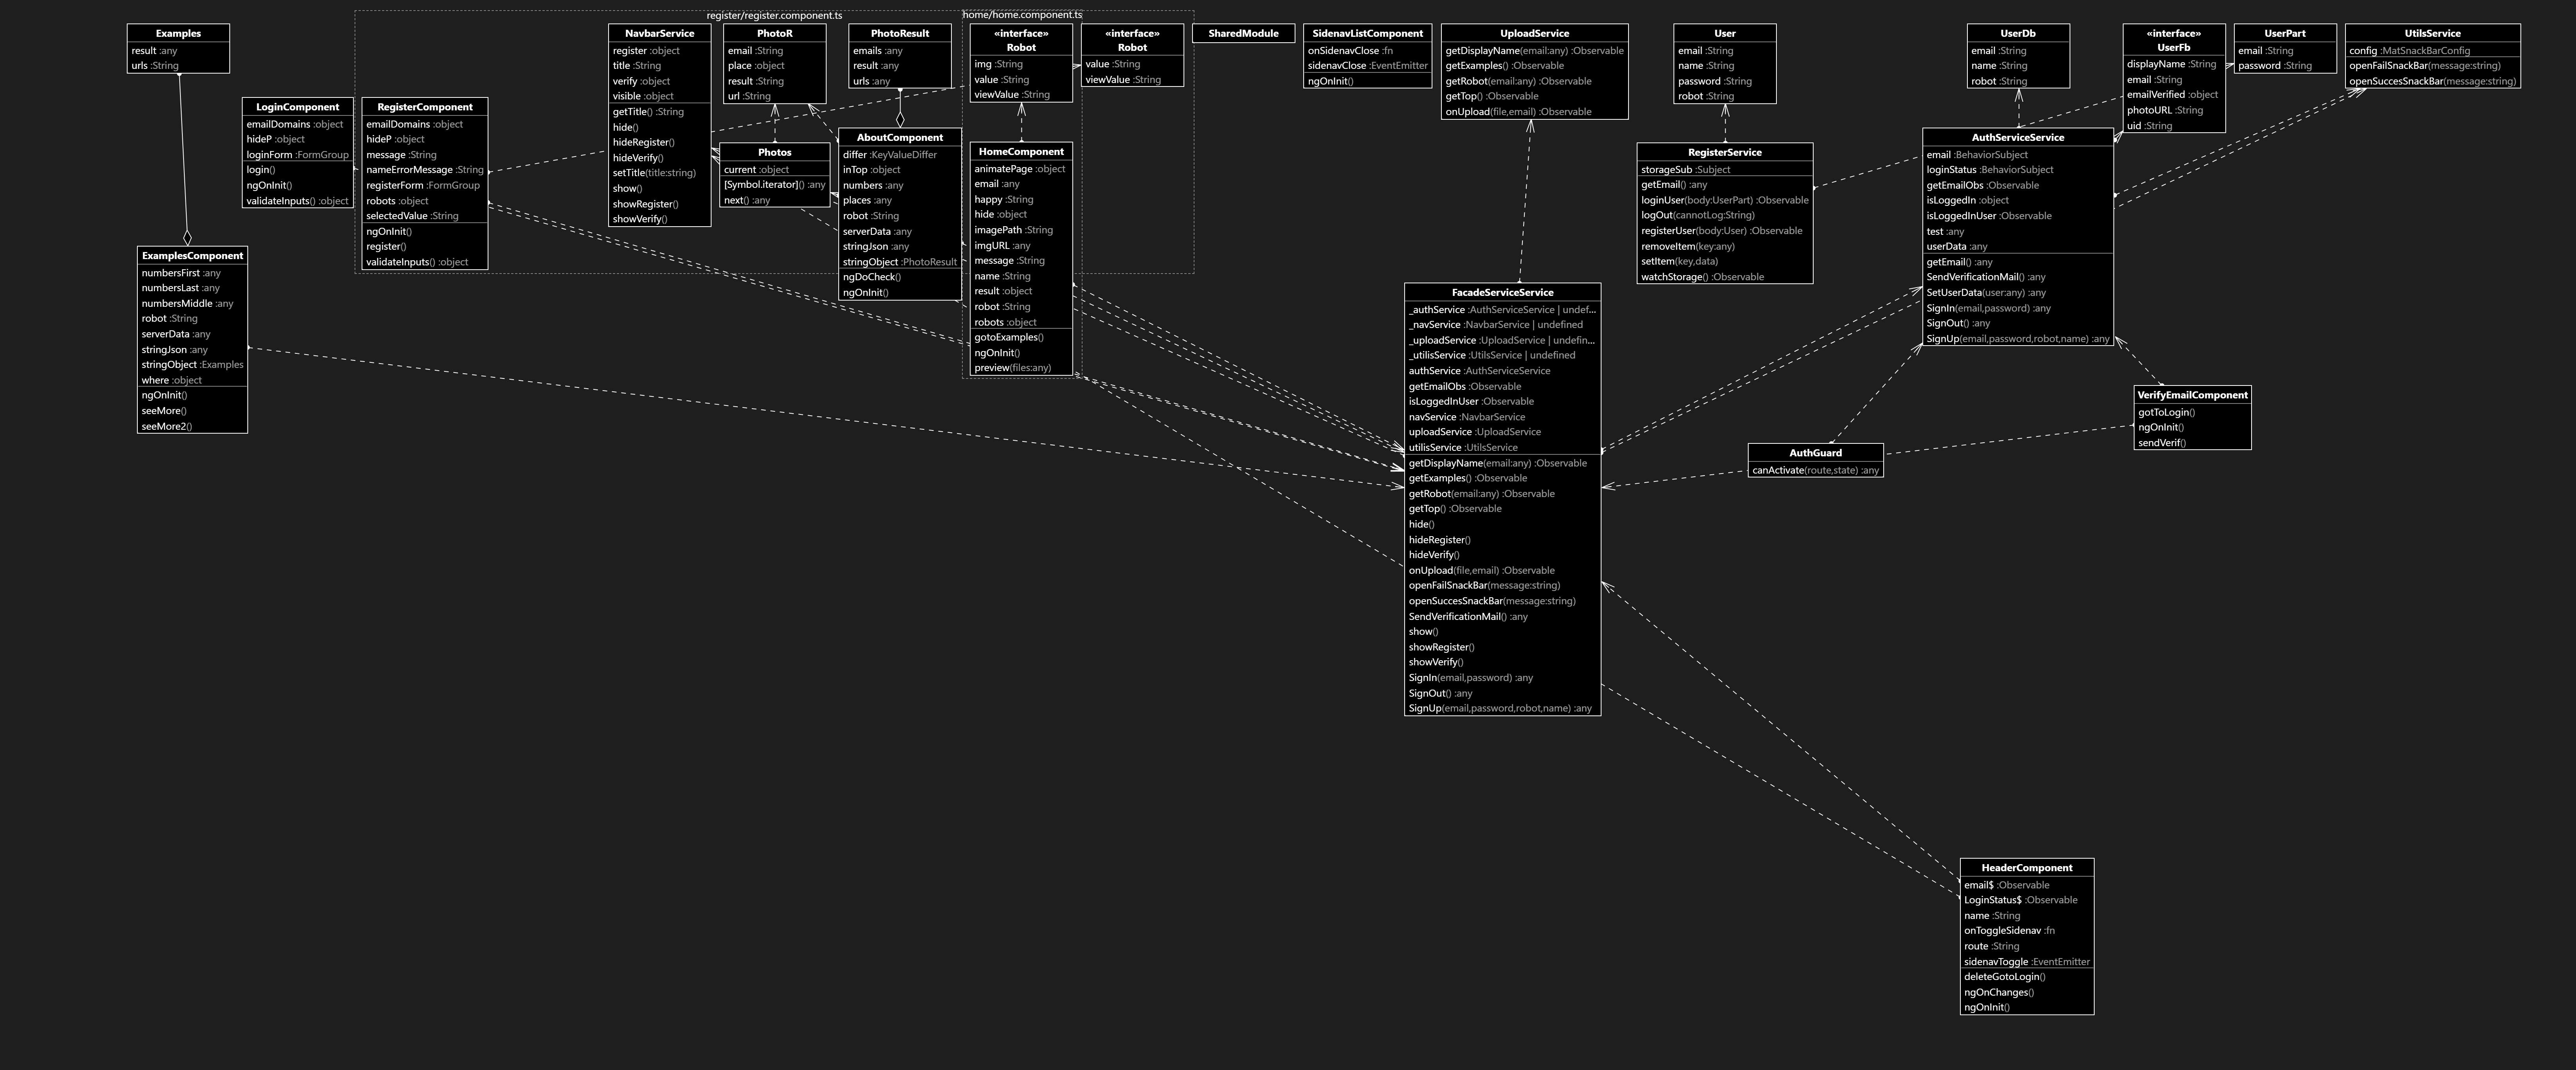 register/register.component.ts
home/home.component.ts
Examples
result :any
urls :String
LoginComponent
emailDomains :object
hideP :object
loginForm :FormGroup
login()
ngOnInit()
validateInputs() :object
RegisterComponent
emailDomains :object
hideP :object
message :String
nameErrorMessage :String
registerForm :FormGroup
robots :object
selectedValue :String
ngOnInit()
register()
validateInputs() :object
NavbarService
register :object
title :String
verify :object
visible :object
getTitle() :String
hide()
hideRegister()
hideVerify()
setTitle(title:string)
show()
showRegister()
showVerify()
PhotoR
email :String
place :object
result :String
url :String
Photos
current :object
[Symbol.iterator]() :any
next() :any
PhotoResult
emails :any
result :any
urls :any
AboutComponent
differ :KeyValueDiffer
inTop :object
numbers :any
places :any
robot :String
serverData :any
stringJson :any
stringObject :PhotoResult
ngDoCheck()
ngOnInit()
«interface»
Robot
img :String
value :String
viewValue :String
«interface»
Robot
value :String
viewValue :String
HomeComponent
animatePage :object
email :any
happy :String
hide :object
imagePath :String
imgURL :any
message :String
name :String
result :object
robot :String
robots :object
gotoExamples()
ngOnInit()
preview(files:any)
ExamplesComponent
numbersFirst :any
numbersLast :any
numbersMiddle :any
robot :String
serverData :any
stringJson :any
stringObject :Examples
where :object
ngOnInit()
seeMore()
seeMore2()
SharedModule
SidenavListComponent
onSidenavClose :fn
sidenavClose :EventEmitter
ngOnInit()
UploadService
getDisplayName(email:any) :Observable
getExamples() :Observable
getRobot(email:any) :Observable
getTop() :Observable
onUpload(file,email) :Observable
User
email :String
name :String
password :String
robot :String
RegisterService
storageSub :Subject
getEmail() :any
loginUser(body:UserPart) :Observable
logOut(cannotLog:String)
registerUser(body:User) :Observable
removeItem(key:any)
setItem(key,data)
watchStorage() :Observable
UserDb
email :String
name :String
robot :String
«interface»
UserFb
displayName :String
email :String
emailVerified :object
photoURL :String
uid :String
UserPart
email :String
password :String
UtilsService
config :MatSnackBarConfig
openFailSnackBar(message:string)
openSuccesSnackBar(message:string)
AuthServiceService
email :BehaviorSubject
loginStatus :BehaviorSubject
getEmailObs :Observable
isLoggedIn :object
isLoggedInUser :Observable
test :any
userData :any
getEmail() :any
SendVerificationMail() :any
SetUserData(user:any) :any
SignIn(email,password) :any
SignOut() :any
SignUp(email,password,robot,name) :any
FacadeServiceService
_authService :AuthServiceService | undef...
_navService :NavbarService | undefined
_uploadService :UploadService | undefin...
_utilisService :UtilsService | undefined
authService :AuthServiceService
getEmailObs :Observable
isLoggedInUser :Observable
navService :NavbarService
uploadService :UploadService
utilisService :UtilsService
getDisplayName(email:any) :Observable
getExamples() :Observable
getRobot(email:any) :Observable
getTop() :Observable
hide()
hideRegister()
hideVerify()
onUpload(file,email) :Observable
openFailSnackBar(message:string)
openSuccesSnackBar(message:string)
SendVerificationMail() :any
show()
showRegister()
showVerify()
SignIn(email,password) :any
SignOut() :any
SignUp(email,password,robot,name) :any
AuthGuard
canActivate(route,state) :any
VerifyEmailComponent
gotToLogin()
ngOnInit()
sendVerif()
HeaderComponent
email$ :Observable
LoginStatus$ :Observable
name :String
onToggleSidenav :fn
route :String
sidenavToggle :EventEmitter
deleteGotoLogin()
ngOnChanges()
ngOnInit()